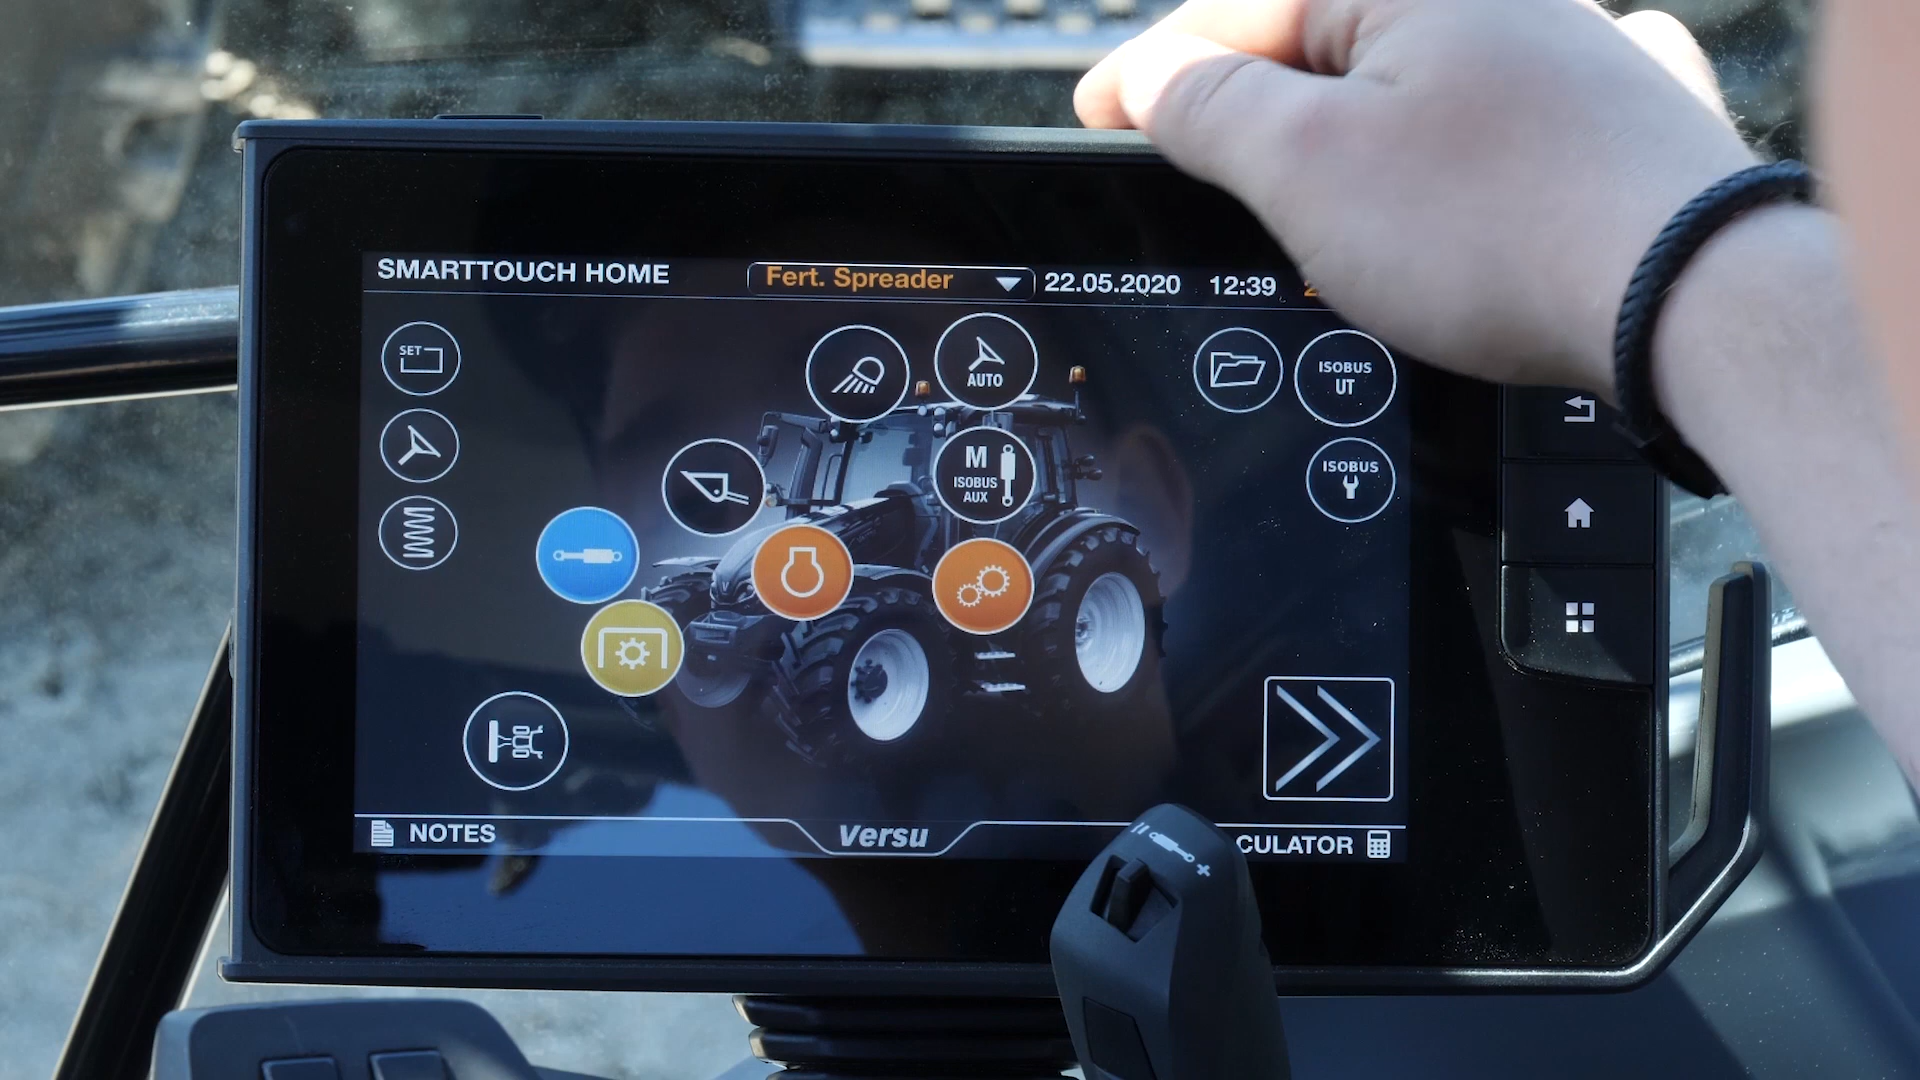 SMARTTOUCH HOME
Fert. Spreader
22.05.2020 12:39
SET
AUTO
ISOBUS
UT
M
ISOBUS
AUX
ISOBUS
NOTES
Versu
CULATOR